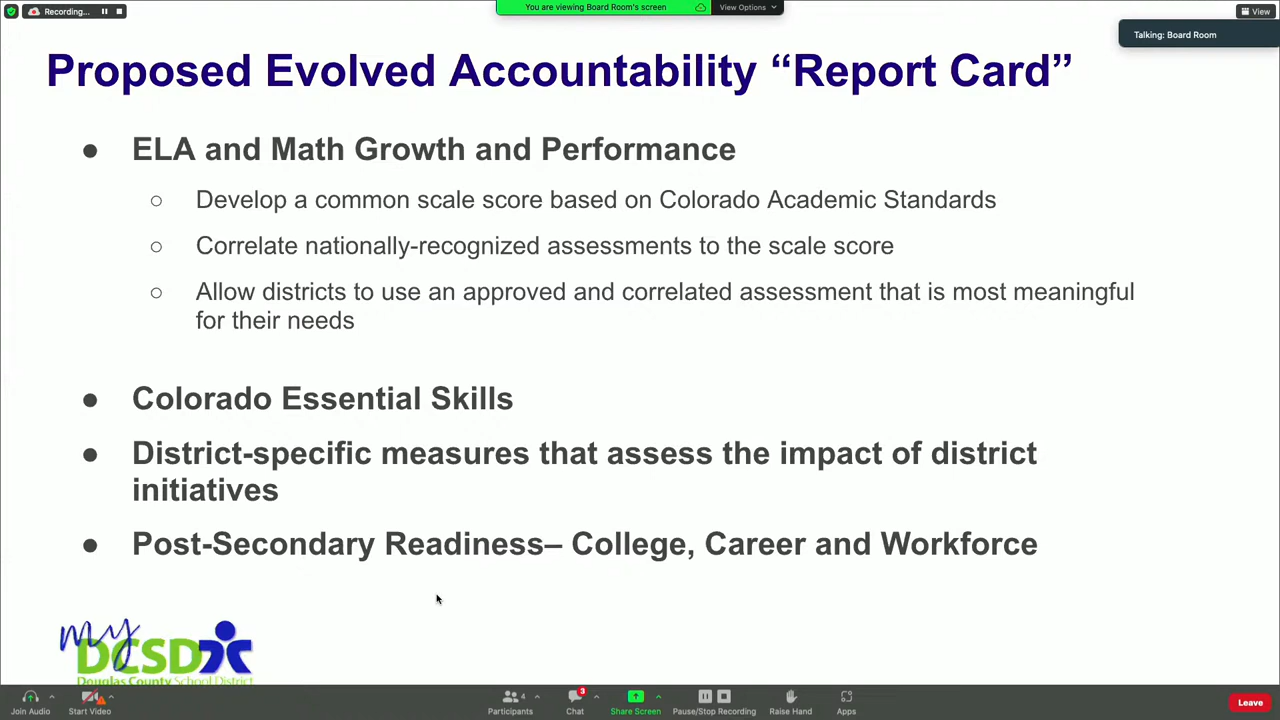 Recording...
You are viewing Board Room's screen
View Options
View
Talking: Board Room
Proposed Evolved Accountability “Report Card”
● ELA and Math Growth and Performance
○ Develop a common scale score based on Colorado Academic Standards
○ Correlate nationally-recognized assessments to the scale score
○ Allow districts to use an approved and correlated assessment that is most meaningful
for their needs
● Colorado Essential Skills
● District-specific measures that assess the impact of district
initiatives
● Post-Secondary Readiness– College, Career and Workforce
my
DCSD
Douglas County School District
Join Audio
Start Video
4
Participants
3
Chat
Share Screen
Pause/Stop Recording
Raise Hand
Apps
Leave